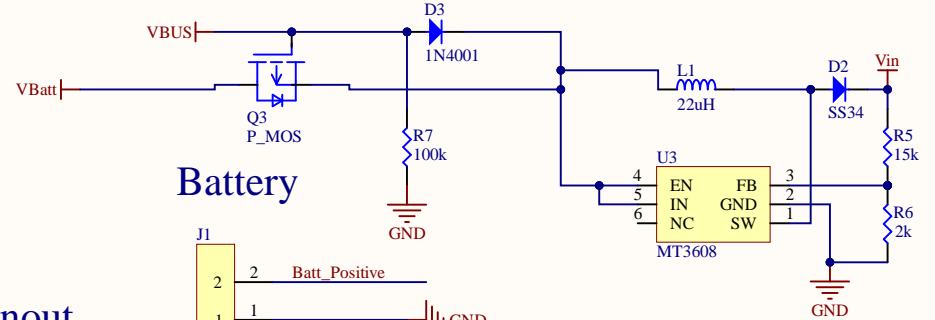 D3
VBUS
1N4001
VBatt
Q3
P_MOS
R7
100k
GND
L1
22uH
D2
SS34
Vin
R5
15k
R6
2k
U3
4 EN FB 3
5 IN GND 2
6 NC SW 1
MT3608
GND
Battery
J1
2 2 Batt_Positive
1 1 GND
nout